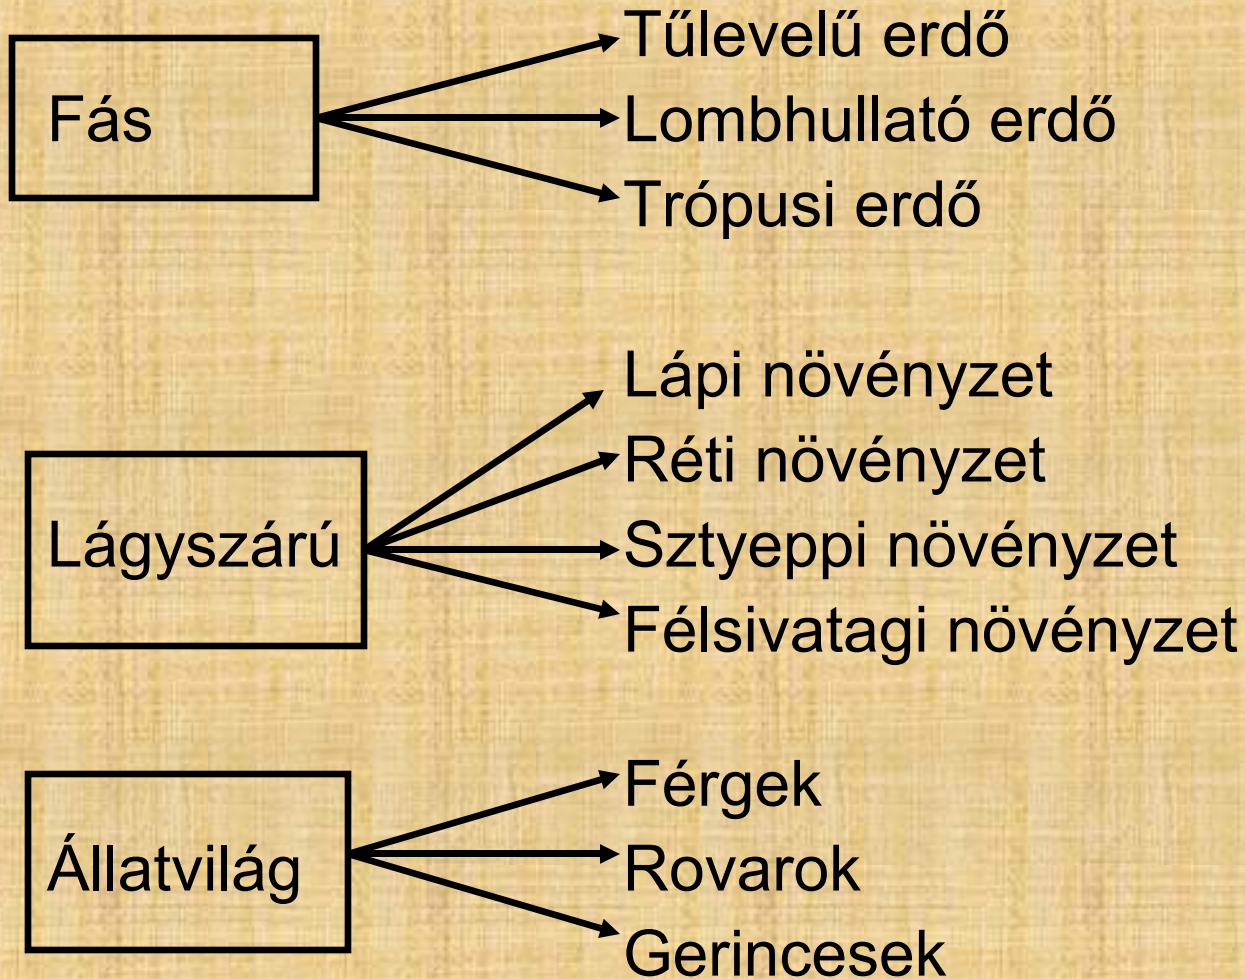 Fás
Tűlevelű erdő
Lombhullató erdő
Trópusi erdő
Lágyszárú
Lápi növényzet
Réti növényzet
Sztyeppi növényzet
Félsivatagi növényzet
Állatvilág
Férgek
Rovarok
Gerincesek